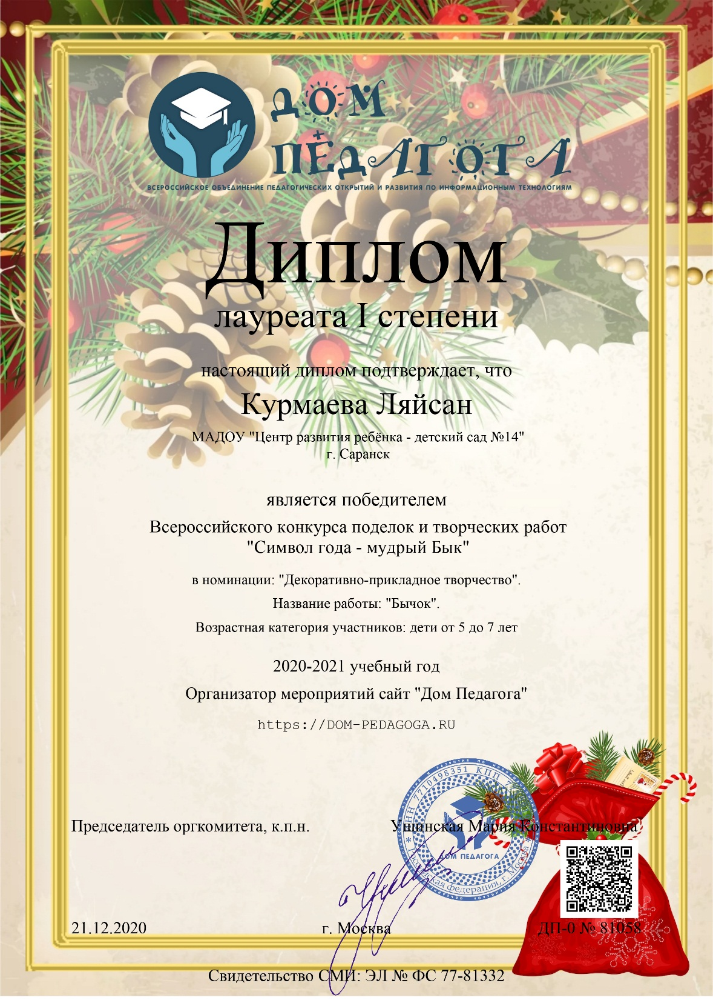 ДОМ
ПЕДАГОГА
ВСЕРОССИЙСКОЕ ОБЪЕДИНЕНИЕ ПЕДАГОГИЧЕСКИХ ОТКРЫТИЙ И РАЗВИТИЯ ПО ИНФОРМАЦИОННЫМ ТЕХНОЛОГИЯМ
Диплом
лауреата I степени
настоящий диплом подтверждает, что
Курмаева Ляйсан
МАДОУ "Центр развития ребёнка - детский сад №14"
г. Саранск
является победителем
Всероссийского конкурса поделок и творческих работ
"Символ года - мудрый Бык"
в номинации: "Декоративно-прикладное творчество".
Название работы: "Бычок".
Возрастная категория участников: дети от 5 до 7 лет
2020-2021 учебный год
Организатор мероприятий сайт "Дом Педагога"
https://DOM-PEDAGOGA.RU
Председатель оргкомитета, к.п.н.
Ушинская Мария Константиновна
ИНН 7710498351 КПП
ДОМ ПЕДАГОГА
Российская федерация, г. Москва
21.12.2020
г. Москва
ДП-0 № 81058
Свидетельство СМИ: ЭЛ № ФС 77-81332